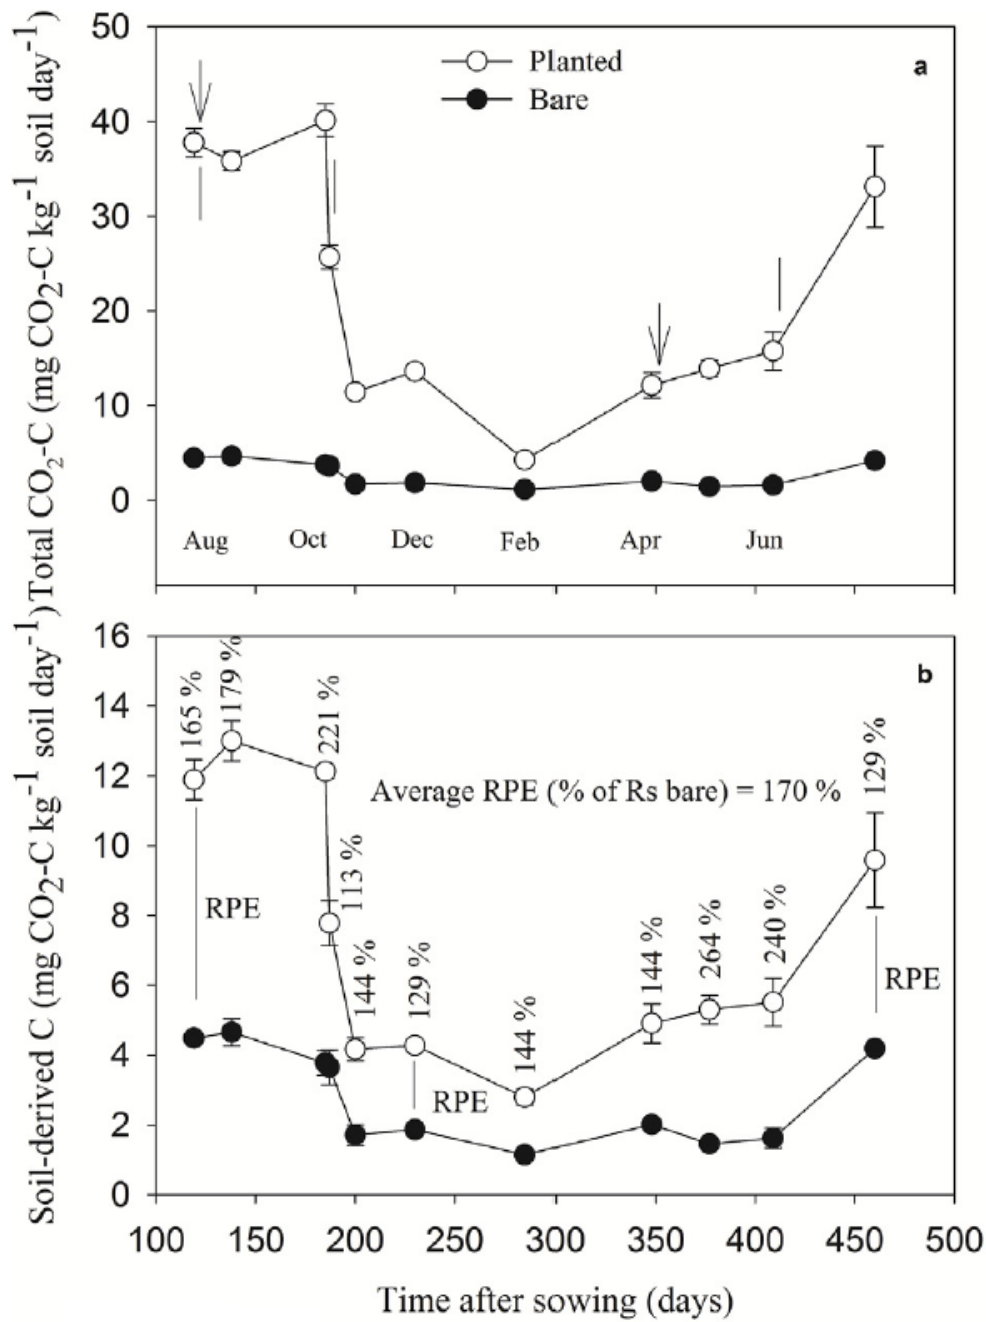 Total CO2-C (mg CO2-C kg-1 soil day-1)
50
40
30
20
10
0
Planted
Bare
a
Aug Oct Dec Feb Apr Jun
Soil-derived C (mg CO2-C kg-1 soil day-1)
16
14
12
10
8
6
4
2
0
b
165 %
179 %
221 %
113 %
144 %
129 %
144 %
144 %
264 %
240 %
129 %
Average RPE (% of Rs bare) = 170 %
RPE
RPE
RPE
100 150 200 250 300 350 400 450 500
Time after sowing (days)